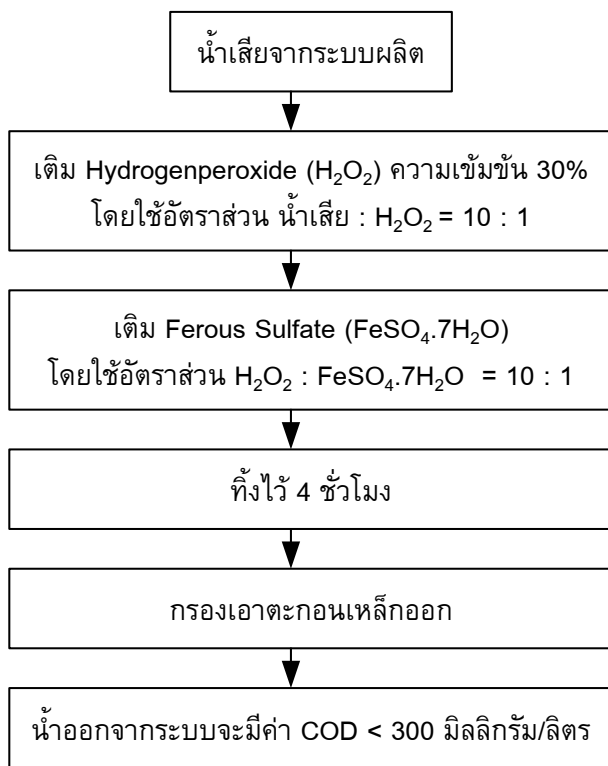 น้ำเสียจากระบบผลิต
เติม Hydrogenperoxide (H₂O₂) ความเข้มข้น 30%
โดยใช้อัตราส่วน น้ำเสีย : H₂O₂ = 10 : 1
เติม Ferous Sulfate (FeSO₄.7H₂O)
โดยใช้อัตราส่วน H₂O₂ : FeSO₄.7H₂O = 10 : 1
ทิ้งไว้ 4 ชั่วโมง
กรองเอาตะกอนเหล็กออก
น้ำออกจากระบบจะมีค่า COD < 300 มิลลิกรัม/ลิตร